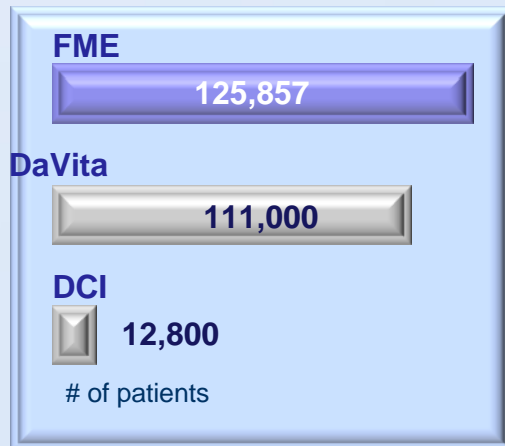 FME
125,857
DaVita
111,000
DCI
12,800
# of patients